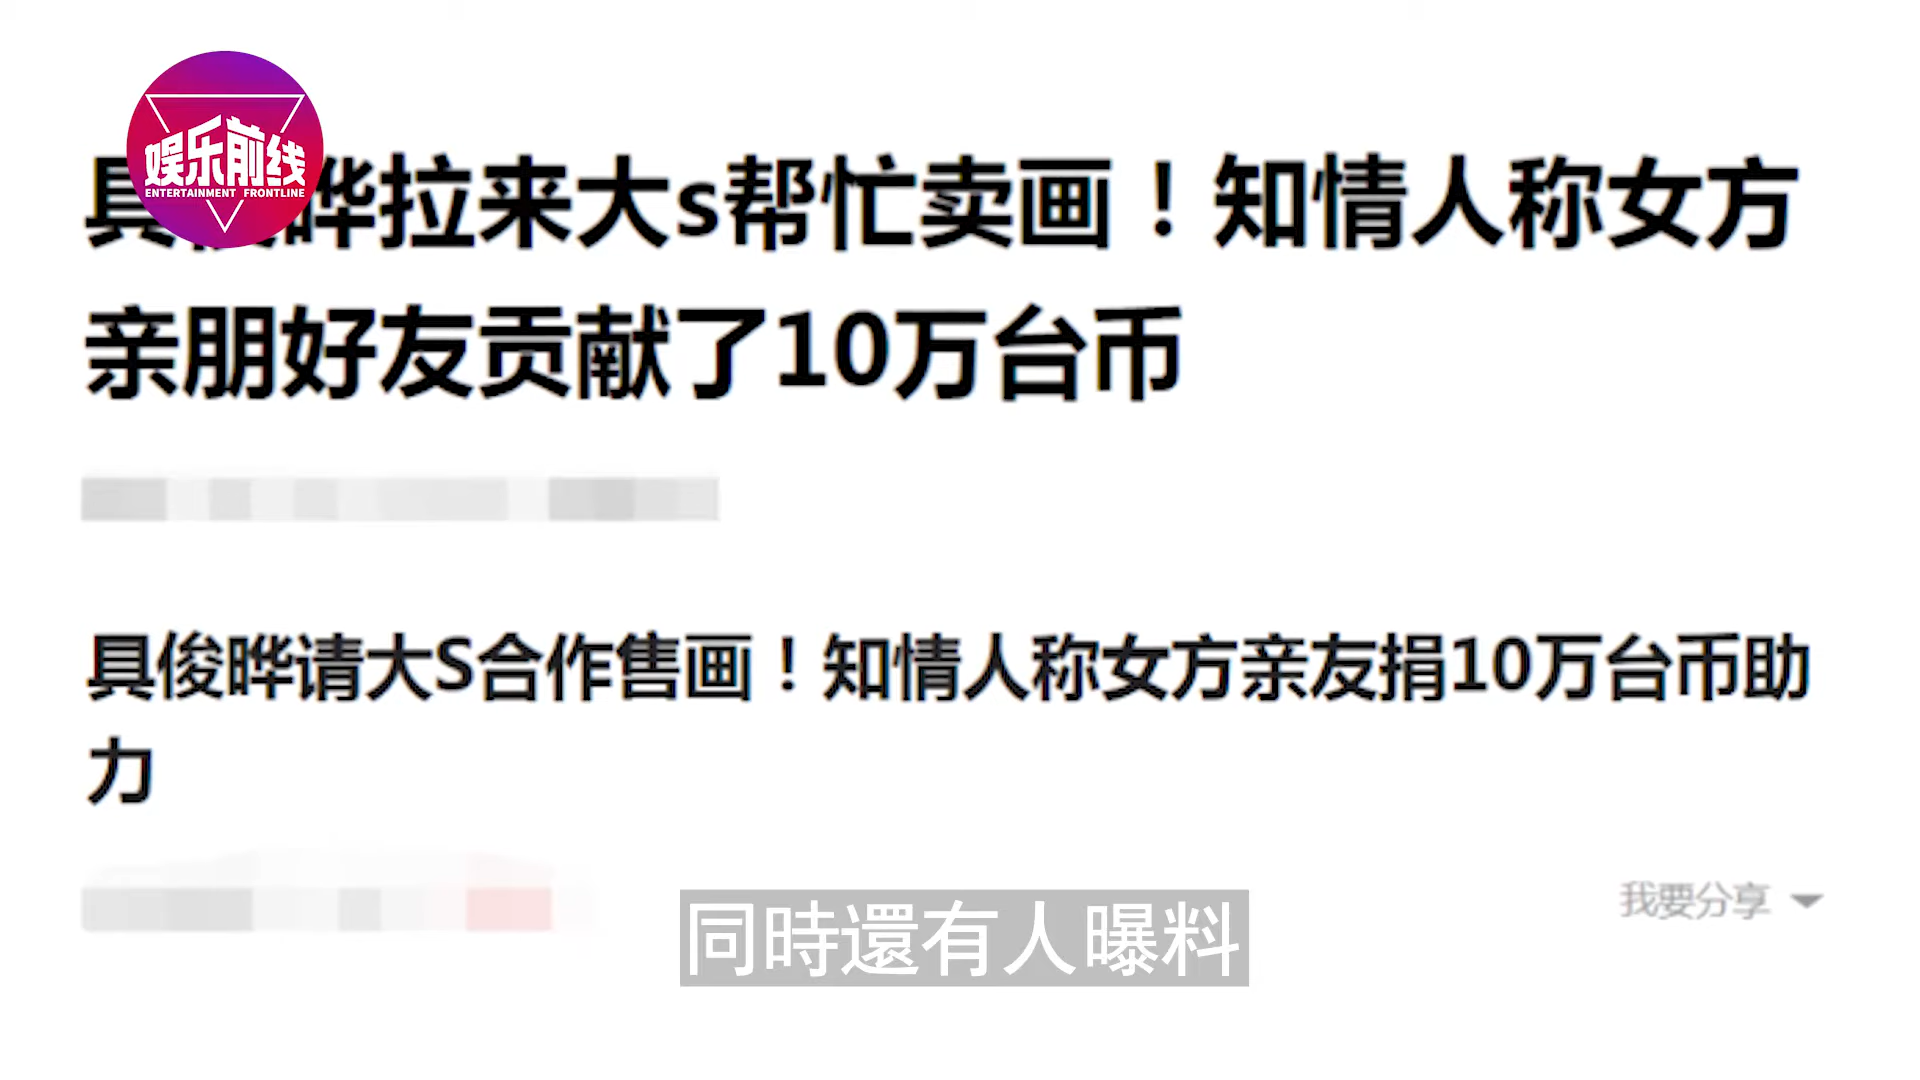 娱乐前线
ENTERTAINMENT FRONTLINE
具俊晔拉来大s帮忙卖画！知情人称女方
亲朋好友贡献了10万台币
具俊晔请大S合作售画！知情人称女方亲友捐10万台币助
力
我要分享
同時還有人曝料